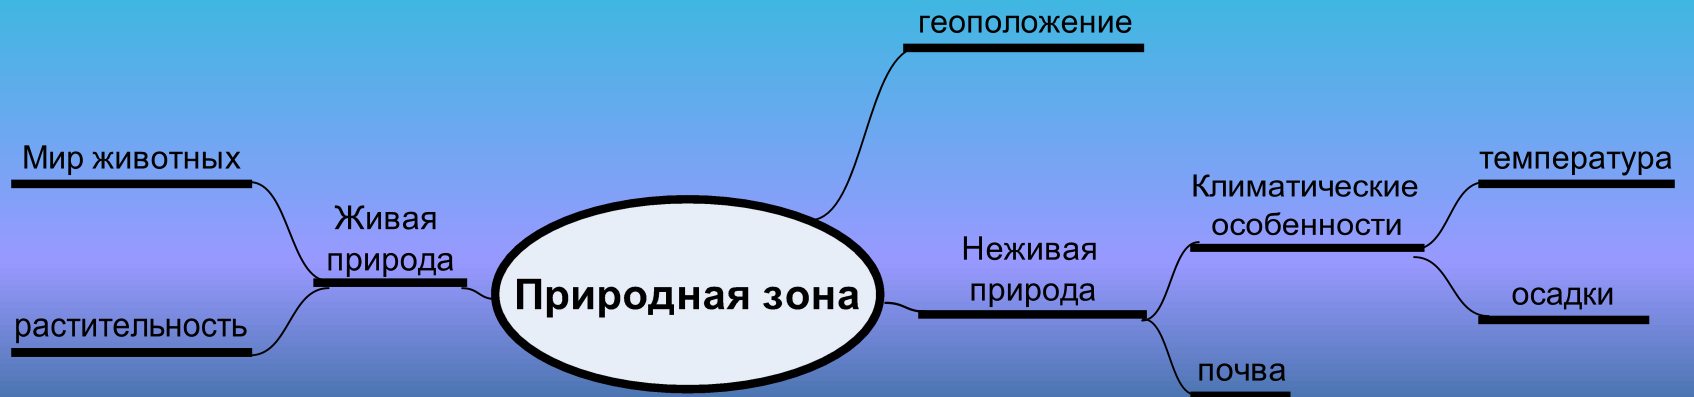 геоположение
Мир животных
Живая
природа
растительность
Природная зона
Неживая
природа
Климатические
особенности
температура
осадки
почва